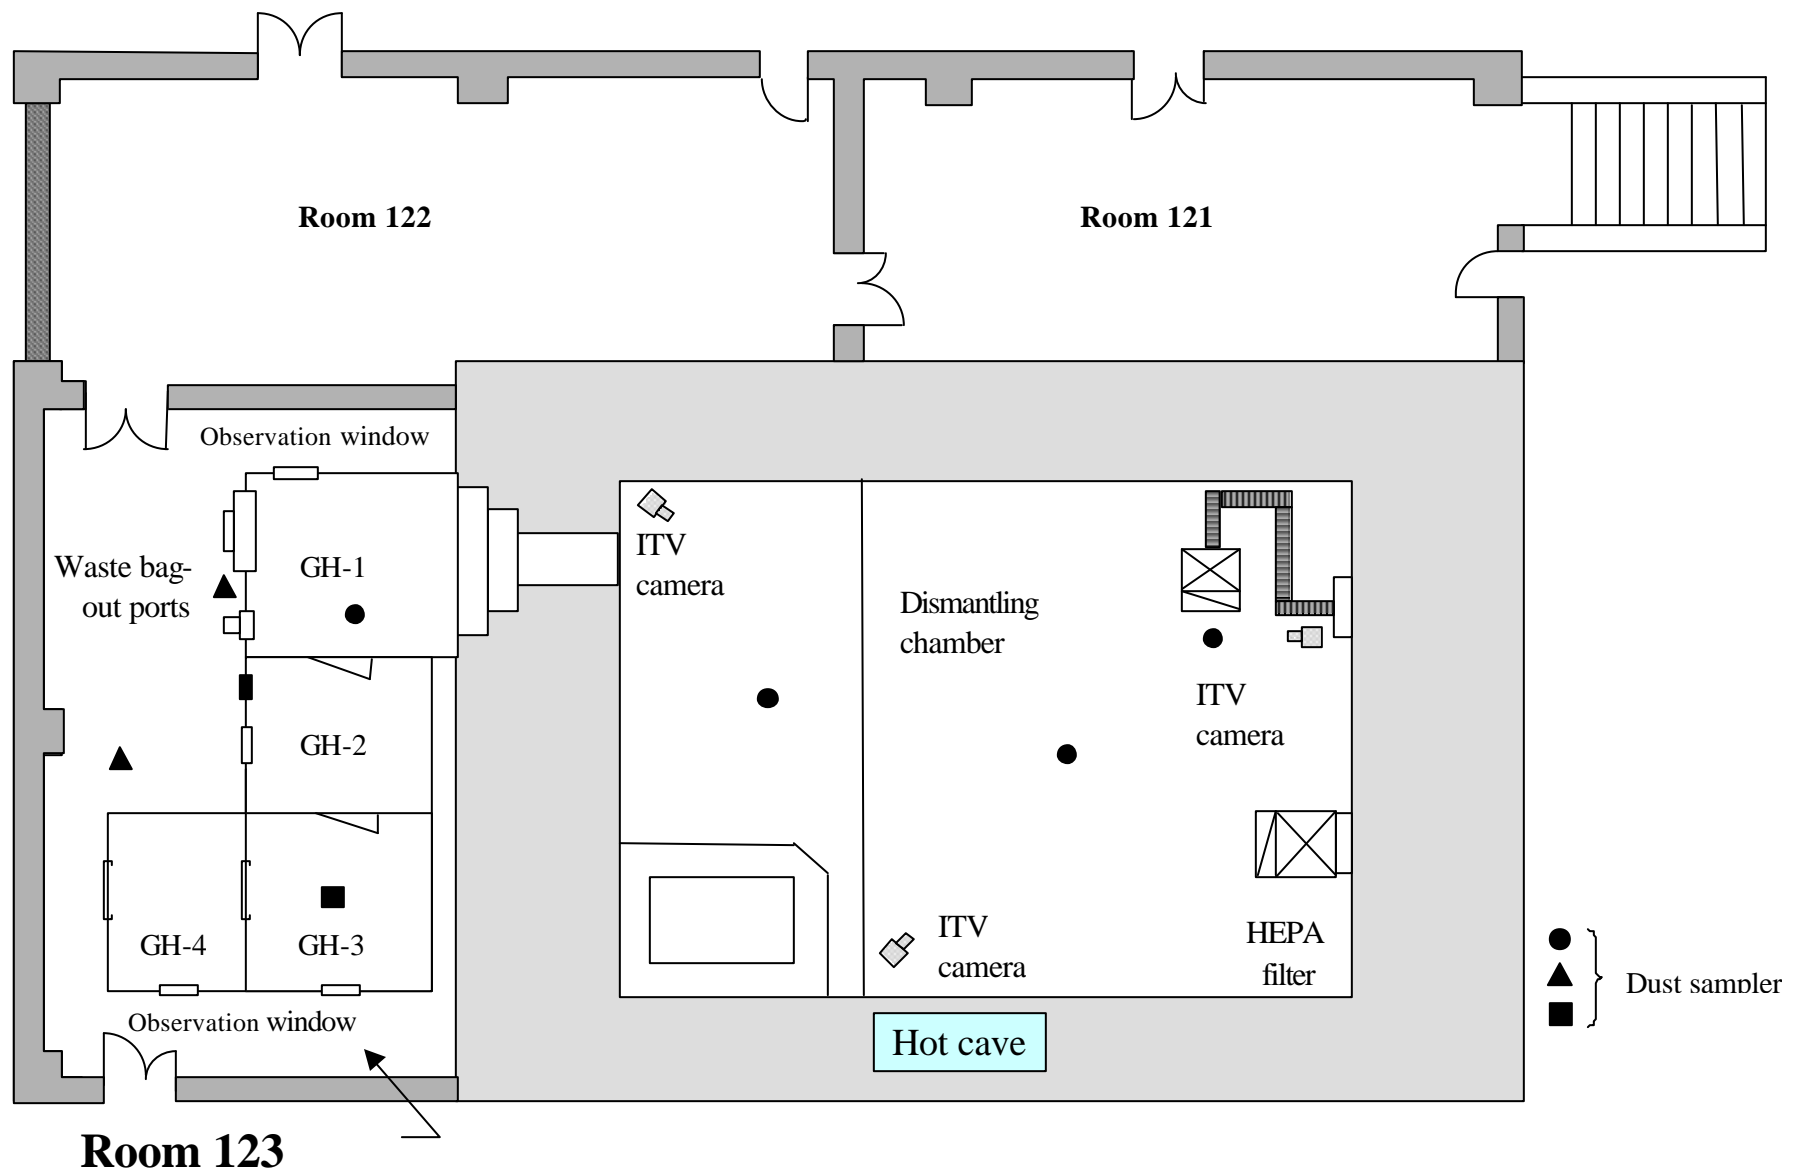 Room 122
Room 121
Observation window
Waste bag-
out ports
GH-1
ITV
camera
Dismantling
chamber
ITV
camera
GH-2
GH-4
GH-3
ITV
camera
HEPA
filter
Dust sampler
Observation window
Hot cave
Room 123